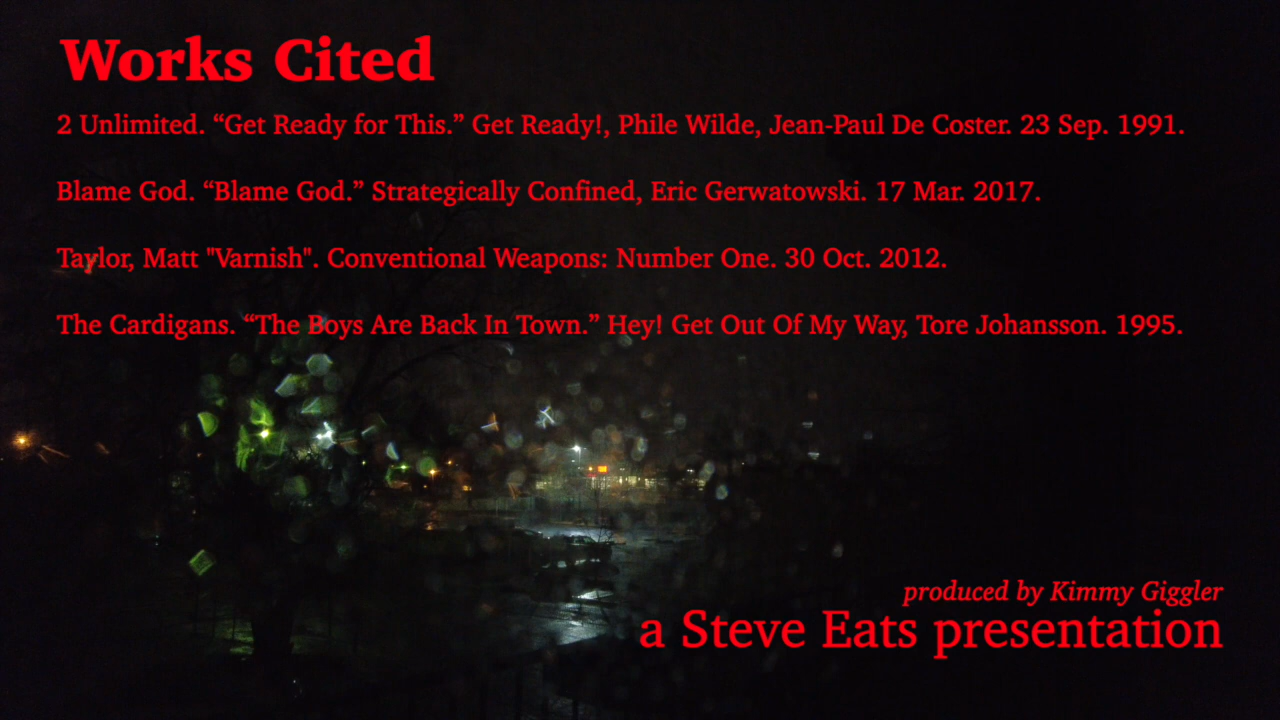 Works Cited
2 Unlimited. “Get Ready for This.” Get Ready!, Phile Wilde, Jean-Paul De Coster. 23 Sep. 1991.
Blame God. “Blame God.” Strategically Confined, Eric Gerwatowski. 17 Mar. 2017.
Taylor, Matt "Varnish". Conventional Weapons: Number One. 30 Oct. 2012.
The Cardigans. “The Boys Are Back In Town.” Hey! Get Out Of My Way, Tore Johansson. 1995.
produced by Kimmy Giggler
a Steve Eats presentation